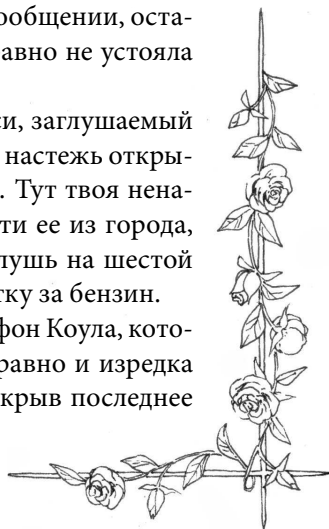 ообщении, оста-
авно не устояла
си, заглушаемый
настежь откры-
. Тут твоя нена-
ти ее из города,
лушь на шестой
тку за бензин.
фон Коула, кото-
равно и изредка
крыв последнее